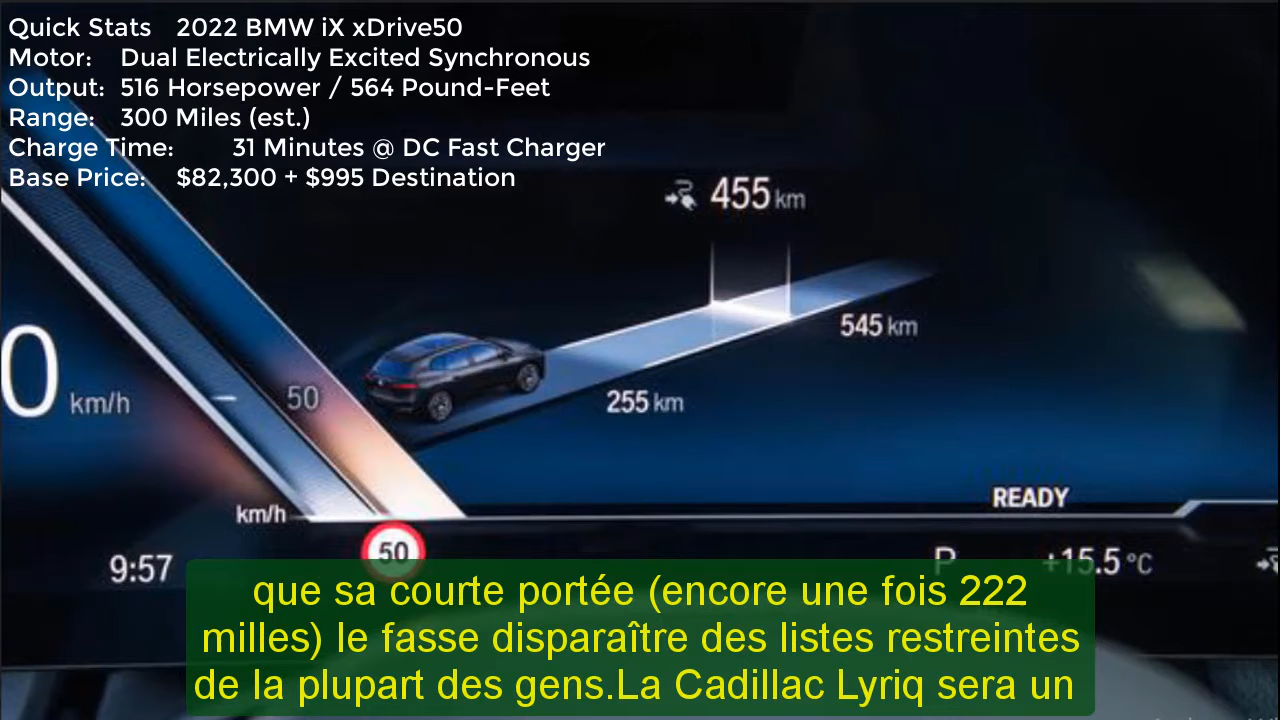 Quick Stats 2022 BMW iX xDrive50
Motor: Dual Electrically Excited Synchronous
Output: 516 Horsepower / 564 Pound-Feet
Range: 300 Miles (est.)
Charge Time: 31 Minutes @ DC Fast Charger
Base Price: $82,300 + $995 Destination
455 km
545 km
0 km/h
50
255 km
READY
km/h
50
9:57
P +15.5 °C
que sa courte portée (encore une fois 222
milles) le fasse disparaître des listes restreintes
de la plupart des gens.La Cadillac Lyriq sera un